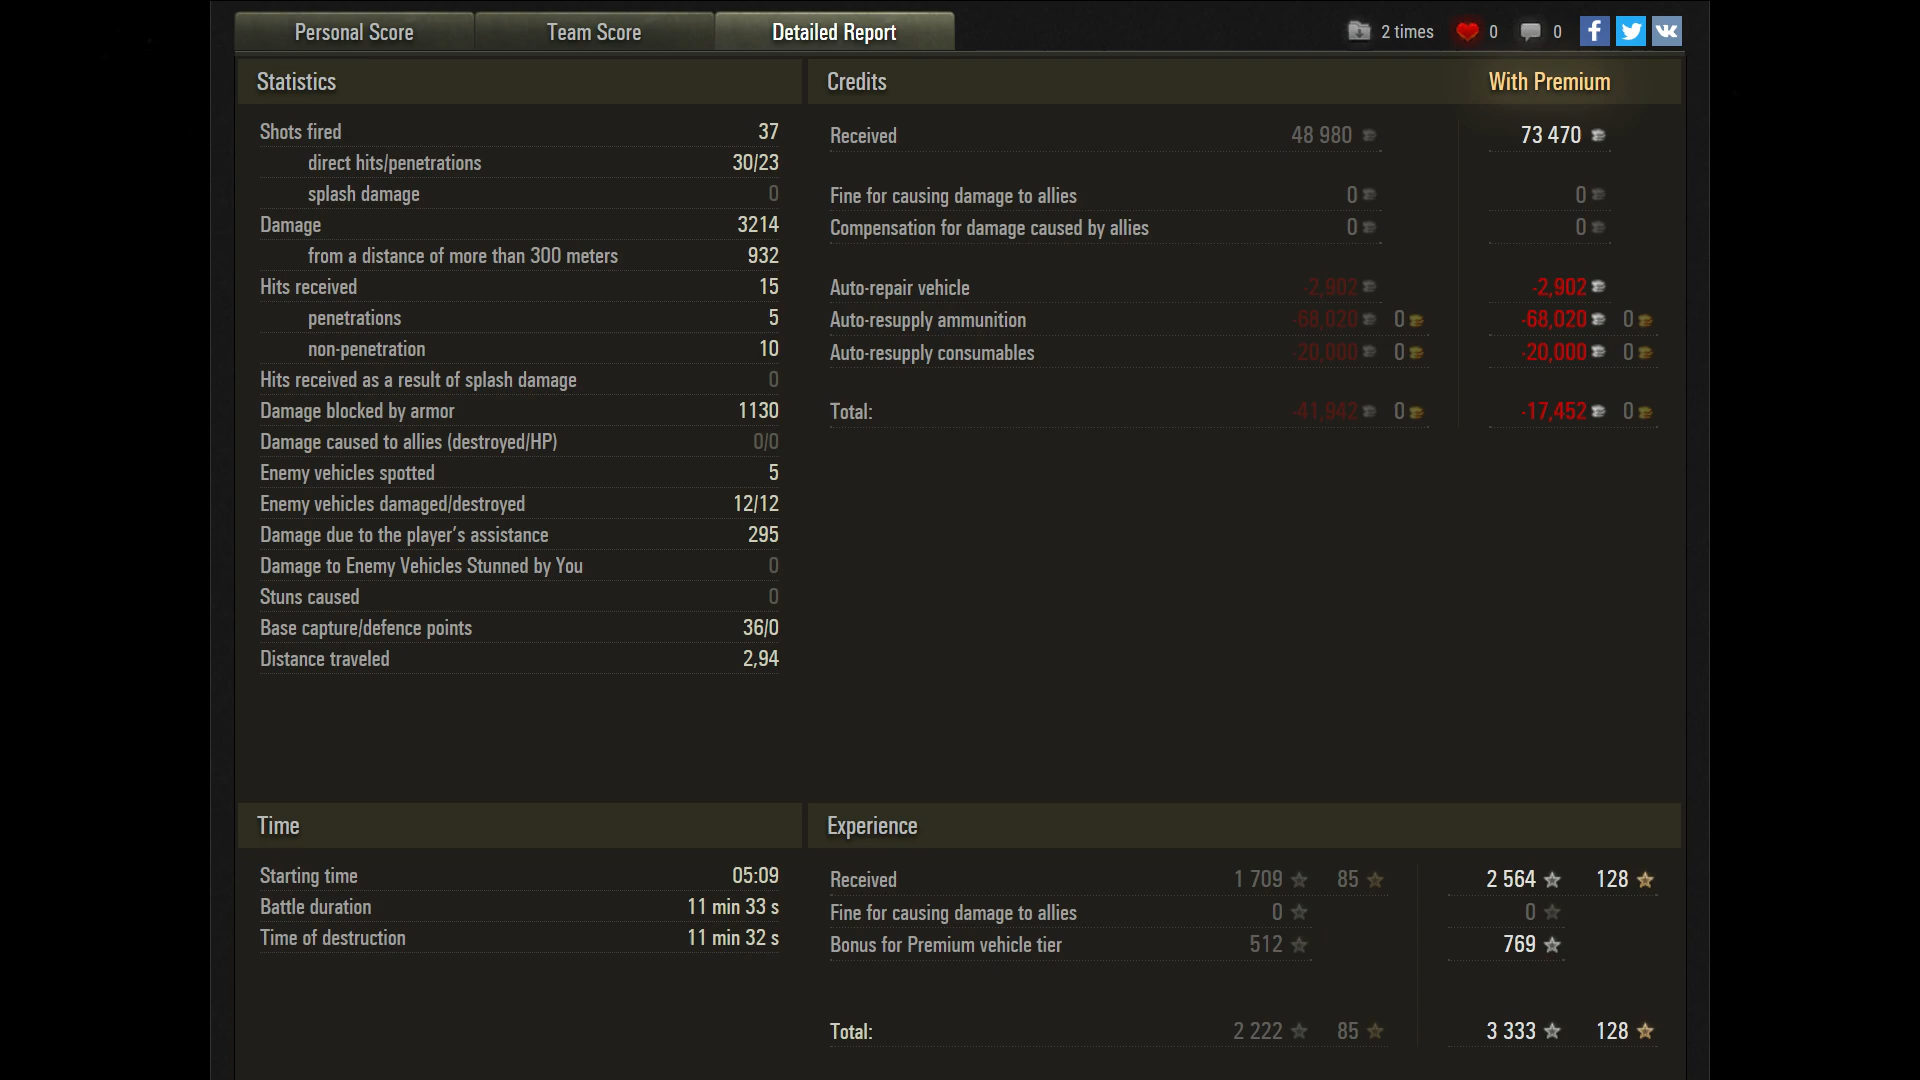 Personal Score
Team Score
Detailed Report
2 times
0
0
Statistics
Shots fired 37
direct hits/penetrations 30/23
splash damage 0
Damage 3214
from a distance of more than 300 meters 932
Hits received 15
penetrations 5
non-penetration 10
Hits received as a result of splash damage 0
Damage blocked by armor 1130
Damage caused to allies (destroyed/HP) 0/0
Enemy vehicles spotted 5
Enemy vehicles damaged/destroyed 12/12
Damage due to the player's assistance 295
Damage to Enemy Vehicles Stunned by You 0
Stuns caused 0
Base capture/defence points 36/0
Distance traveled 2,94
Credits With Premium
Received 48 980 73 470
Fine for causing damage to allies 0 0
Compensation for damage caused by allies 0 0
Auto-repair vehicle -2,902 -2,902
Auto-resupply ammunition -68,020 0 -68,020 0
Auto-resupply consumables -20,000 0 -20,000 0
Total: -41,942 0 -17,452 0
Time
Starting time 05:09
Battle duration 11 min 33 s
Time of destruction 11 min 32 s
Experience
Received 1 709 85 2 564 128
Fine for causing damage to allies 0 0
Bonus for Premium vehicle tier 512 769
Total: 2 222 85 3 333 128